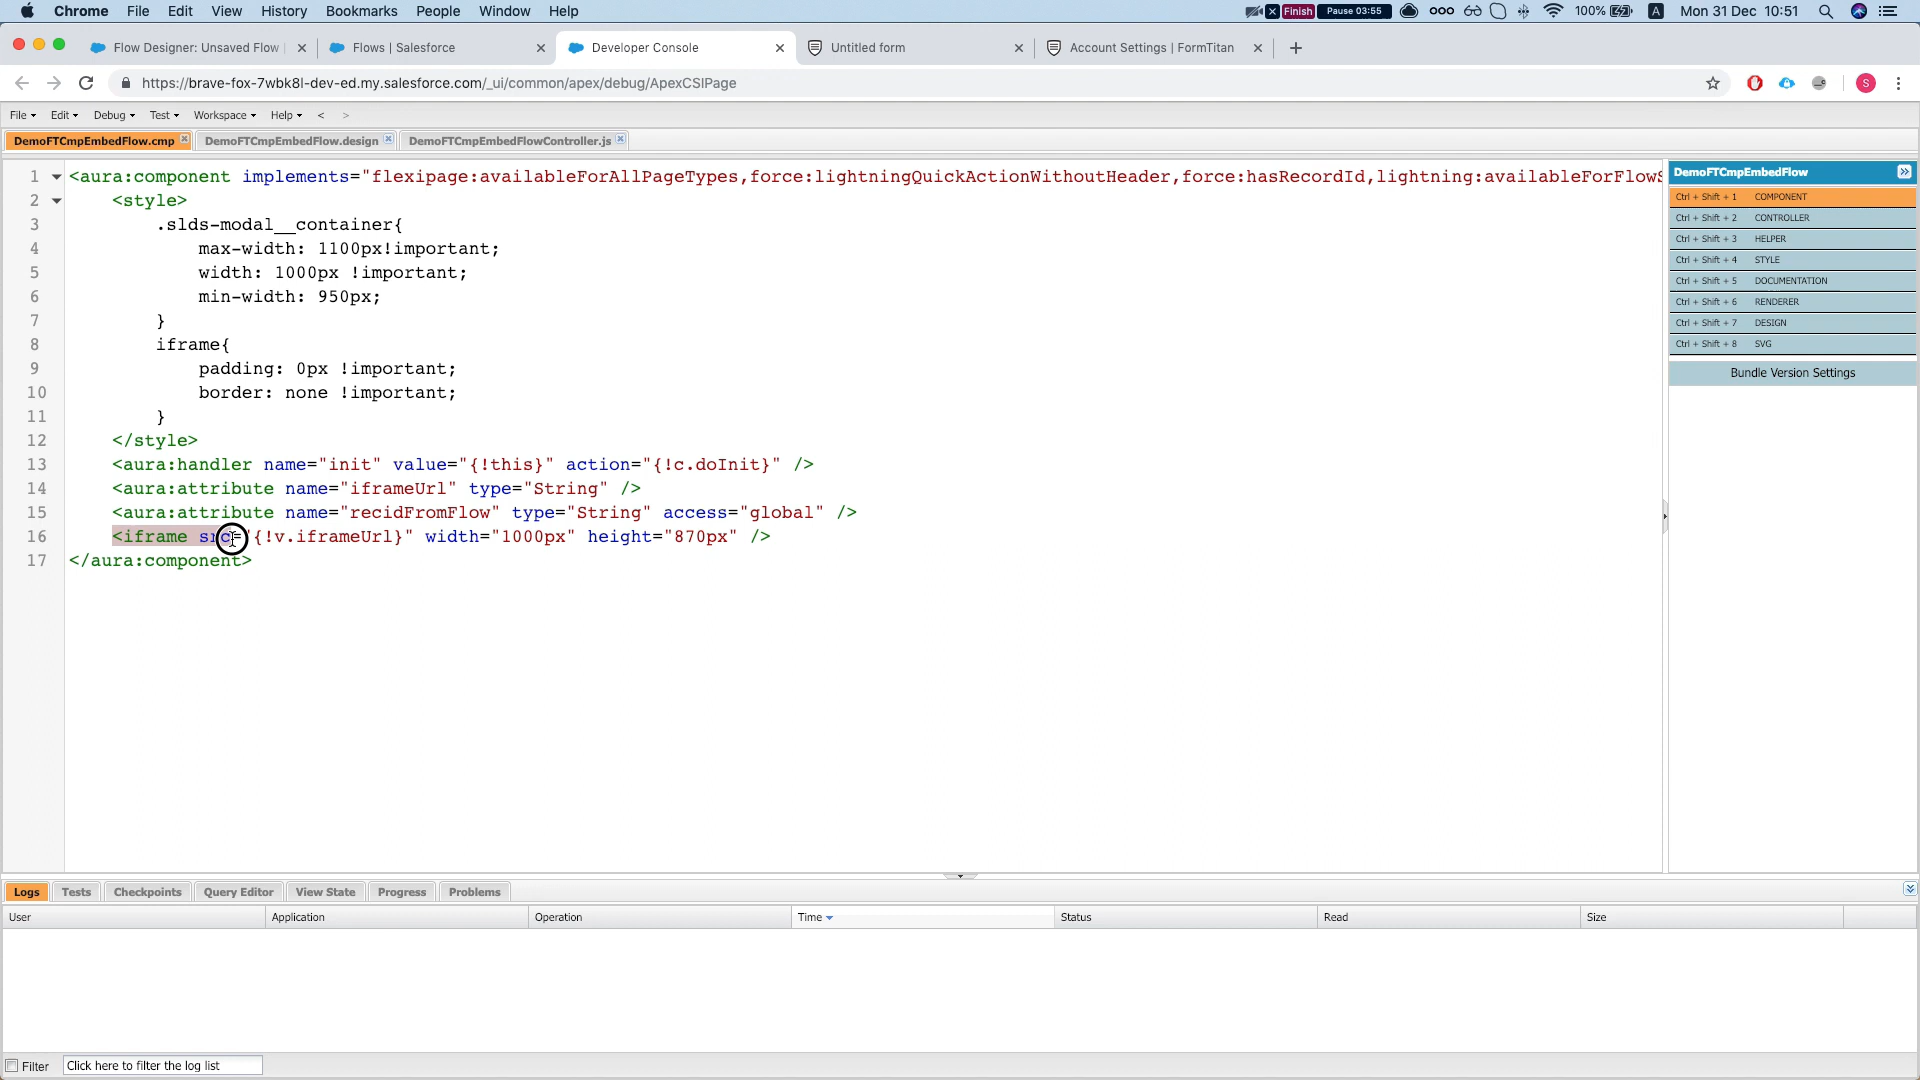 Chrome File Edit View History Bookmarks People Window Help Finish Pause 03:55 100% A Mon 31 Dec 10:51
Flow Designer: Unsaved Flow Flows | Salesforce Developer Console Untitled form Account Settings | FormTitan
https://brave-fox-7wbk8l-dev-ed.my.salesforce.com/_ui/common/apex/debug/ApexCSIPage S
File Edit Debug Test Workspace Help < >
DemoFTCmpEmbedFlow.cmp DemoFTCmpEmbedFlow.design DemoFTCmpEmbedFlowController.js
1 <aura:component implements="flexipage:availableForAllPageTypes,force:lightningQuickActionWithoutHeader,force:hasRecordId,lightning:availableForFlowS
2 <style>
3 .slds-modal__container{
4 max-width: 1100px!important;
5 width: 1000px !important;
6 min-width: 950px;
7 }
8 iframe{
9 padding: 0px !important;
10 border: none !important;
11 }
12 </style>
13 <aura:handler name="init" value="{!this}" action="{!c.doInit}" />
14 <aura:attribute name="iframeUrl" type="String" />
15 <aura:attribute name="recidFromFlow" type="String" access="global" />
16 <iframe src="{!v.iframeUrl}" width="1000px" height="870px" />
17 </aura:component>
DemoFTCmpEmbedFlow
Ctrl + Shift + 1 COMPONENT
Ctrl + Shift + 2 CONTROLLER
Ctrl + Shift + 3 HELPER
Ctrl + Shift + 4 STYLE
Ctrl + Shift + 5 DOCUMENTATION
Ctrl + Shift + 6 RENDERER
Ctrl + Shift + 7 DESIGN
Ctrl + Shift + 8 SVG
Bundle Version Settings
Logs Tests Checkpoints Query Editor View State Progress Problems
User Application Operation Time Status Read Size
Filter Click here to filter the log list